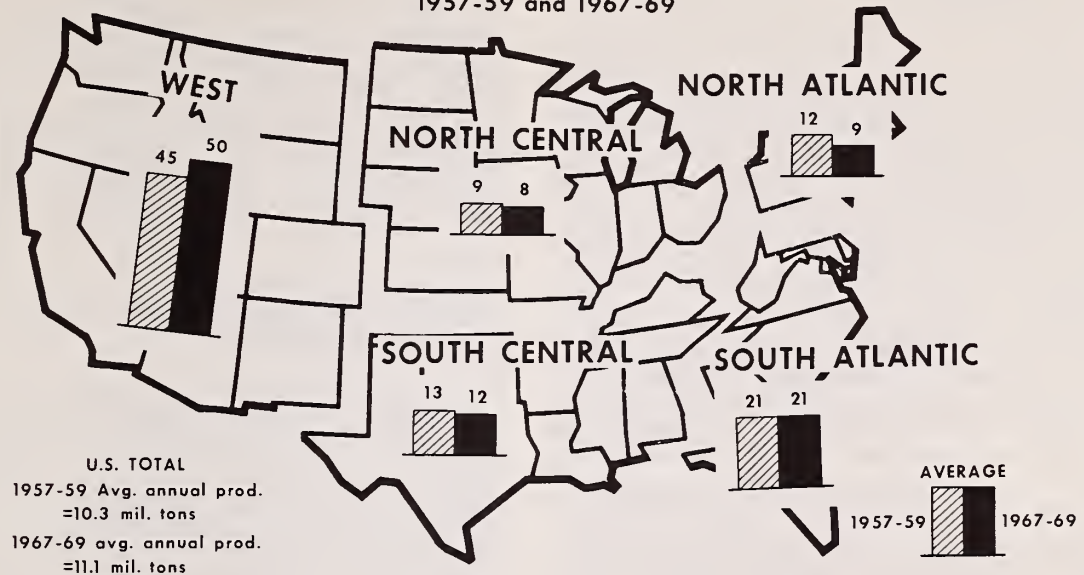 1957-59 and 1967-69
WEST
45 50
NORTH CENTRAL
9 8
NORTH ATLANTIC
12 9
SOUTH CENTRAL
13 12
SOUTH ATLANTIC
21 21
U.S. TOTAL
1957-59 Avg. annual prod.
=10.3 mil. tons
1967-69 avg. annual prod.
=11.1 mil. tons
AVERAGE
1957-59 1967-69